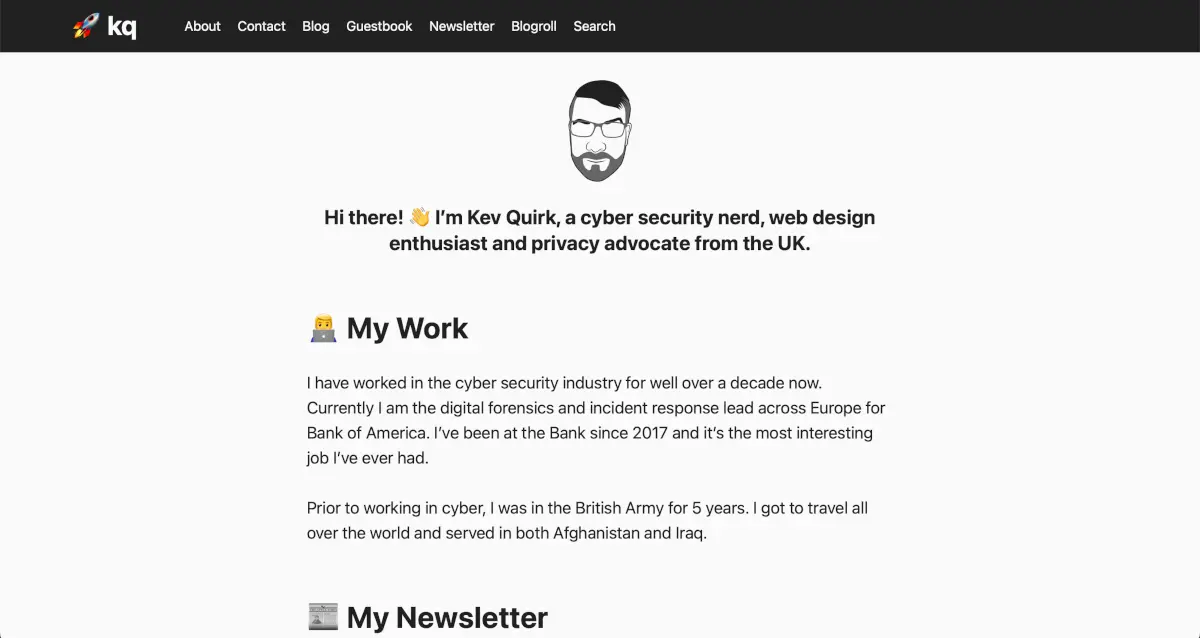 🚀 kq About Contact Blog Guestbook Newsletter Blogroll Search
Hi there! 👋 I’m Kev Quirk, a cyber security nerd, web design
enthusiast and privacy advocate from the UK.
👨‍💻 My Work
I have worked in the cyber security industry for well over a decade now.
Currently I am the digital forensics and incident response lead across Europe for
Bank of America. I’ve been at the Bank since 2017 and it’s the most interesting
job I’ve ever had.
Prior to working in cyber, I was in the British Army for 5 years. I got to travel all
over the world and served in both Afghanistan and Iraq.
📰 My Newsletter